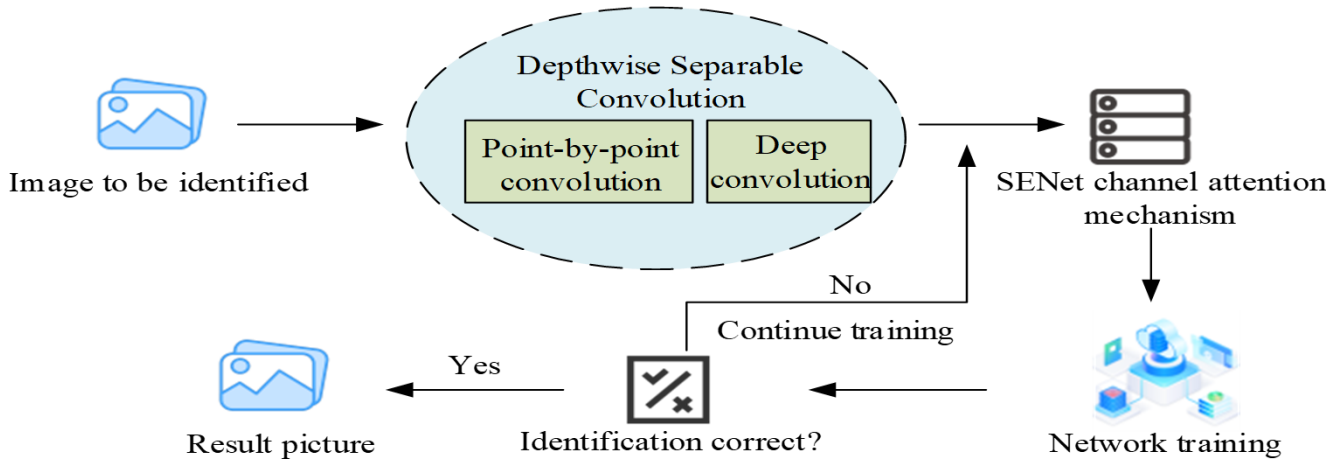 Depthwise Separable
Convolution
Point-by-point
convolution
Deep
convolution
Image to be identified
SENet channel attention
mechanism
No
Continue training
Yes
Result picture
Identification correct?
Network training